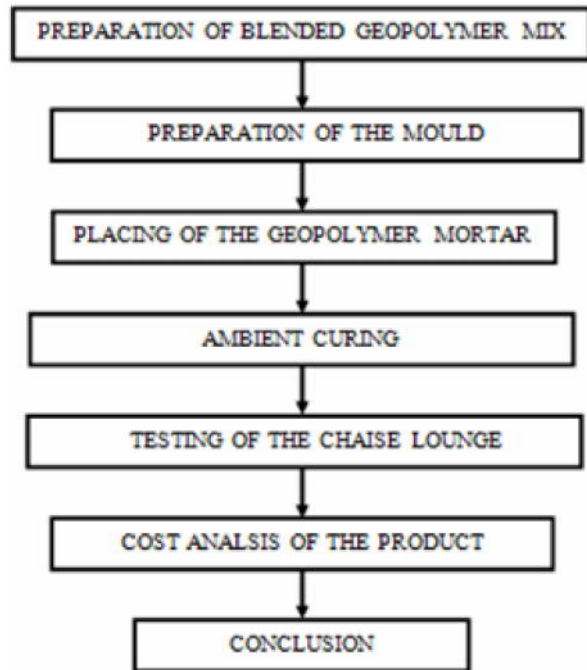 PREPARATION OF BLENDED GEOPOLYMER MIX
PREPARATION OF THE MOULD
PLACING OF THE GEOPOLYMER MORTAR
AMBIENT CURING
TESTING OF THE CHAISE LOUNGE
COST ANALSIS OF THE PRODUCT
CONCLUSION